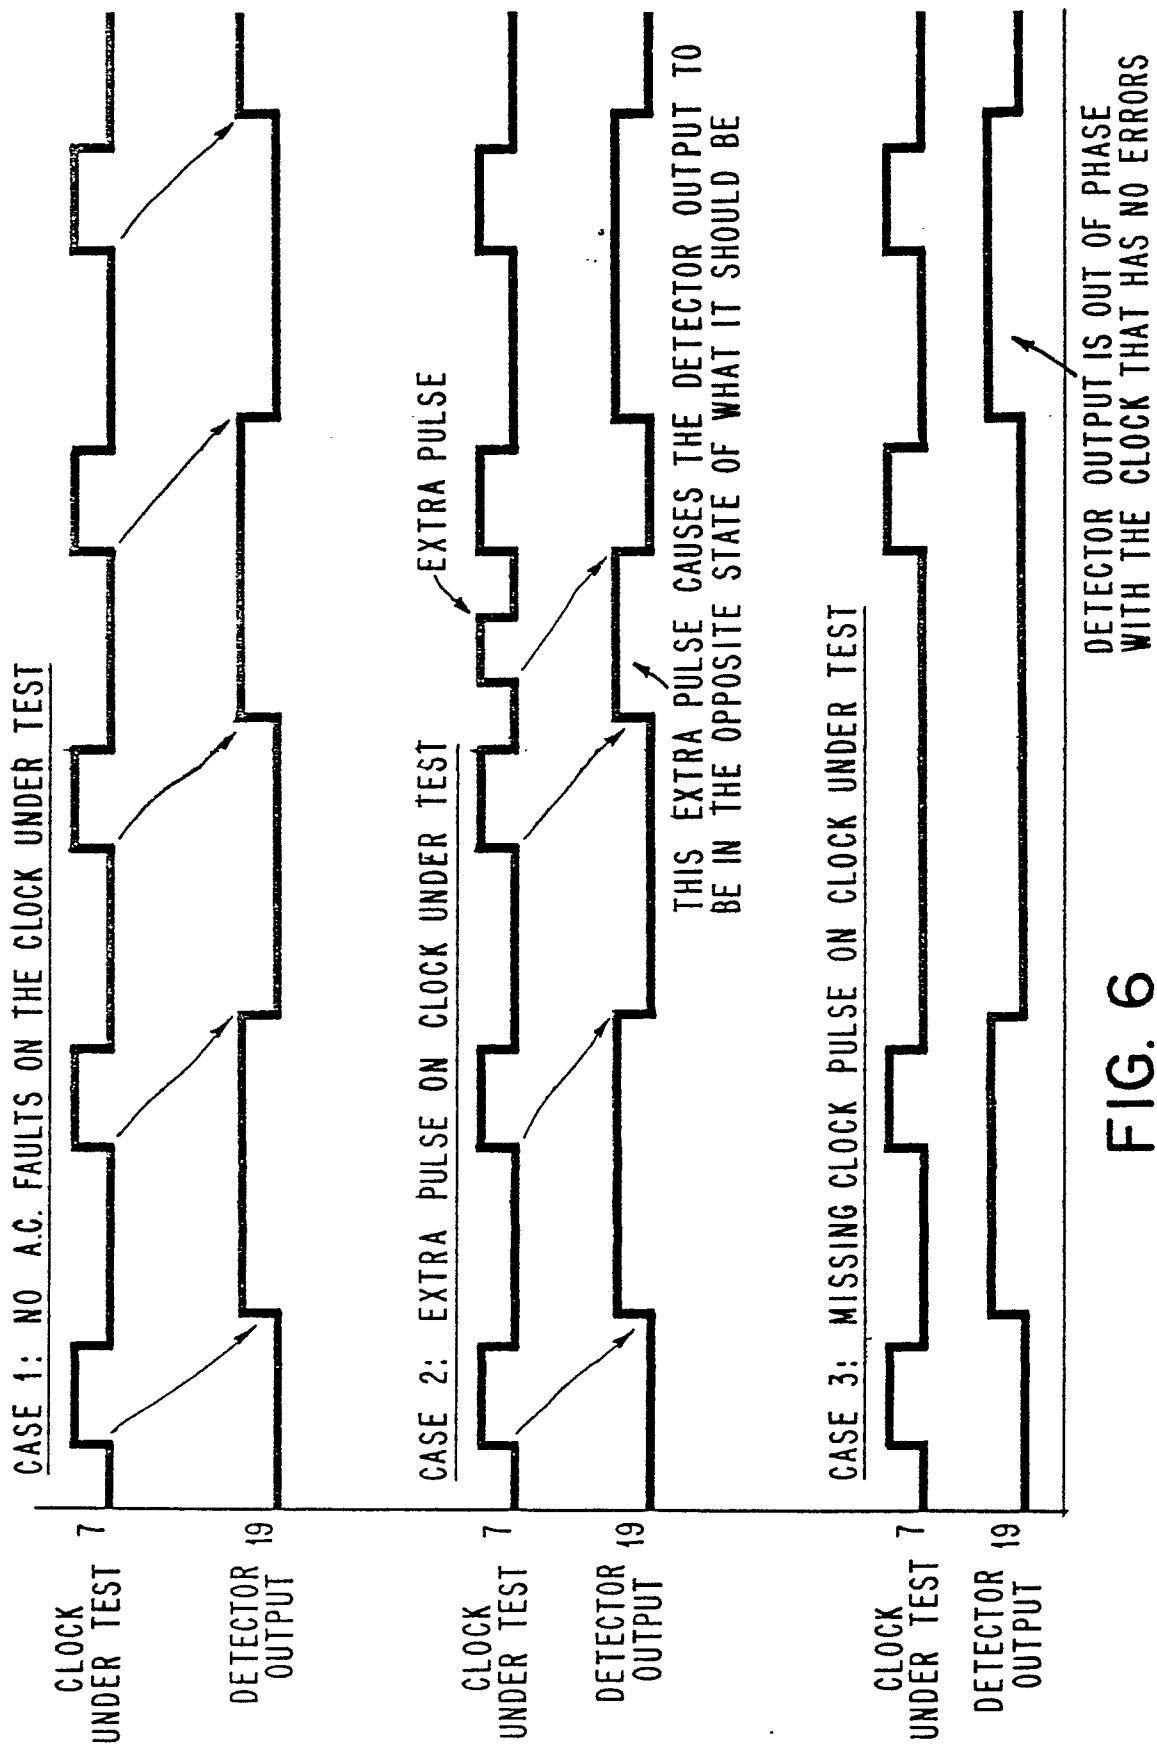 CASE 1: NO A.C. FAULTS ON THE CLOCK UNDER TEST
CLOCK
UNDER TEST
7
DETECTOR
OUTPUT
19
CASE 2: EXTRA PULSE ON CLOCK UNDER TEST
EXTRA PULSE
CLOCK
UNDER TEST
7
DETECTOR
OUTPUT
19
THIS EXTRA PULSE CAUSES THE DETECTOR OUTPUT TO
BE IN THE OPPOSITE STATE OF WHAT IT SHOULD BE
CASE 3: MISSING CLOCK PULSE ON CLOCK UNDER TEST
CLOCK
UNDER TEST
7
DETECTOR
OUTPUT
19
DETECTOR OUTPUT IS OUT OF PHASE
WITH THE CLOCK THAT HAS NO ERRORS
FIG. 6